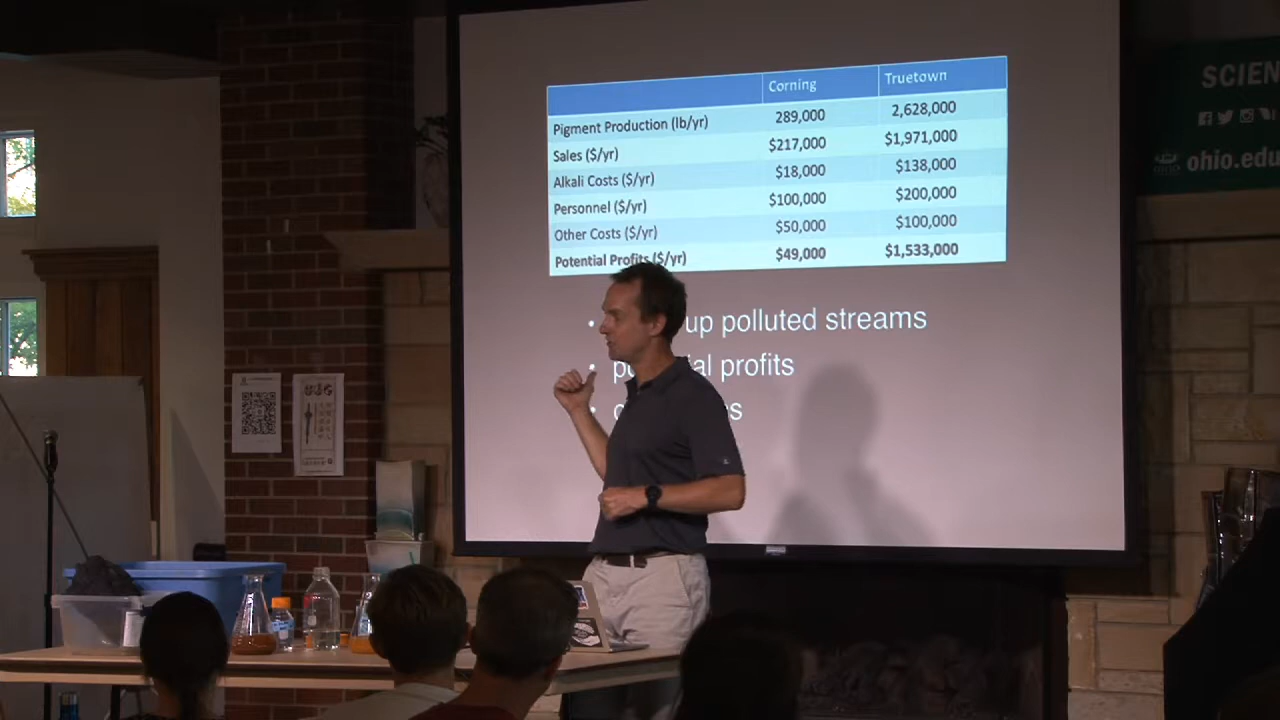 Corning Truetown
Pigment Production (lb/yr) 289,000 2,628,000
Sales ($/yr) $217,000 $1,971,000
Alkali Costs ($/yr) $18,000 $138,000
Personnel ($/yr) $100,000 $200,000
Other Costs ($/yr) $50,000 $100,000
Potential Profits ($/yr) $49,000 $1,533,000
• up polluted streams
• profits
•
SCIEN
ohio.edu